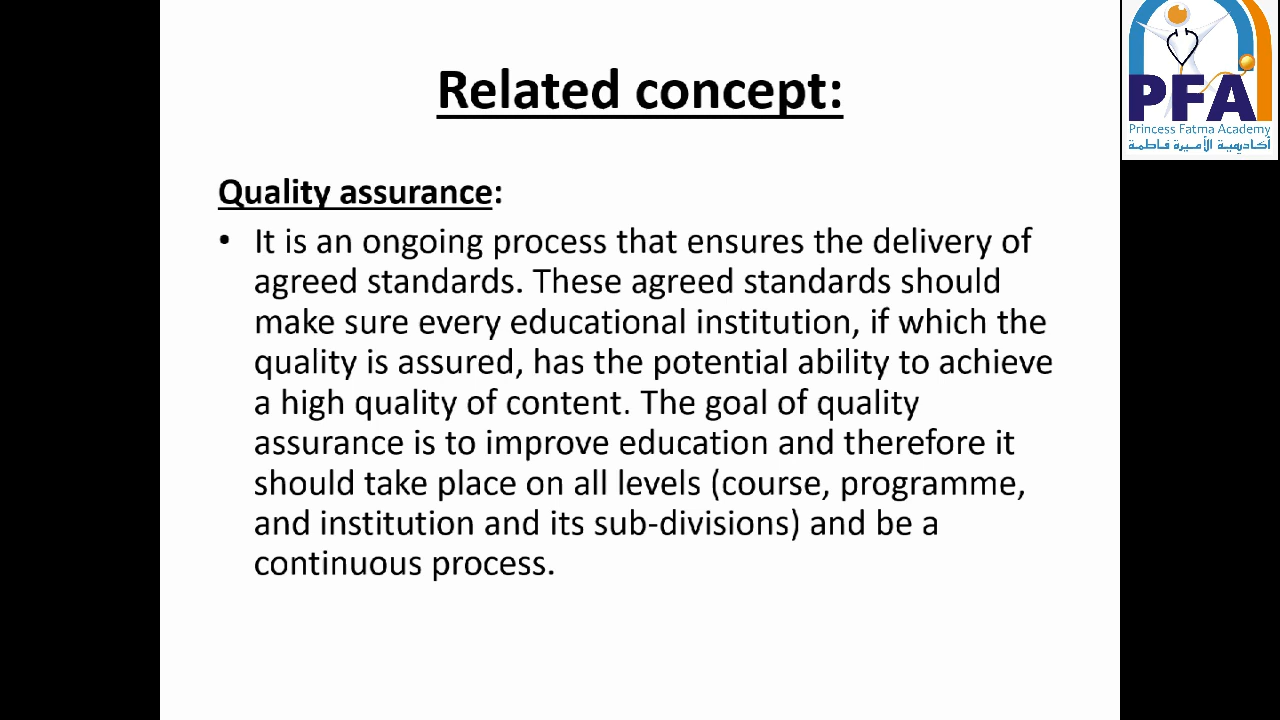 Related concept:
PFA
Princess Fatma Academy
أكاديمية الأميرة فاطمة
Quality assurance:
• It is an ongoing process that ensures the delivery of
agreed standards. These agreed standards should
make sure every educational institution, if which the
quality is assured, has the potential ability to achieve
a high quality of content. The goal of quality
assurance is to improve education and therefore it
should take place on all levels (course, programme,
and institution and its sub-divisions) and be a
continuous process.